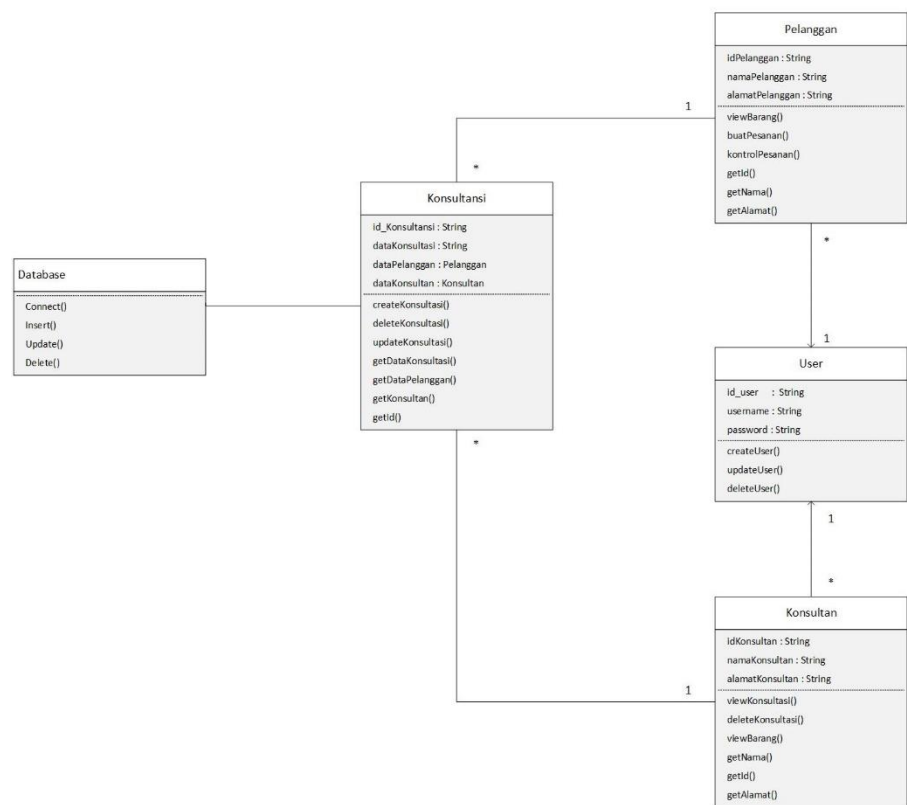 Pelanggan
idPelanggan : String
namaPelanggan : String
alamatPelanggan : String
viewBarang()
buatPesanan()
kontrolPesanan()
getId()
getNama()
getAlamat()
1
*
Konsultansi
id_Konsultansi : String
dataKonsultasi : String
dataPelanggan : Pelanggan
dataKonsultan : Konsultan
createKonsultasi()
deleteKonsultasi()
updateKonsultasi()
getDataKonsultasi()
getDataPelanggan()
getKonsultan()
getId()
Database
Connect()
Insert()
Update()
Delete()
*
1
User
id_user : String
username : String
password : String
createUser()
updateUser()
deleteUser()
1
*
*
1
Konsultan
idKonsultan : String
namaKonsultan : String
alamatKonsultan : String
viewKonsultasi()
deleteKonsultasi()
viewBarang()
getNama()
getId()
getAlamat()